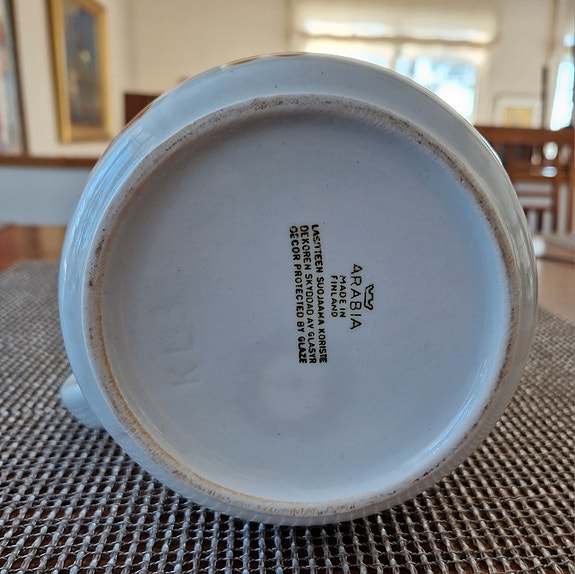 ARABIA
MADE IN
FINLAND
LASITTEEN SUOJAAMA KORISTE
DEKOREN SKYDDAD AV GLASYR
DECOR PROTECTED BY GLAZE